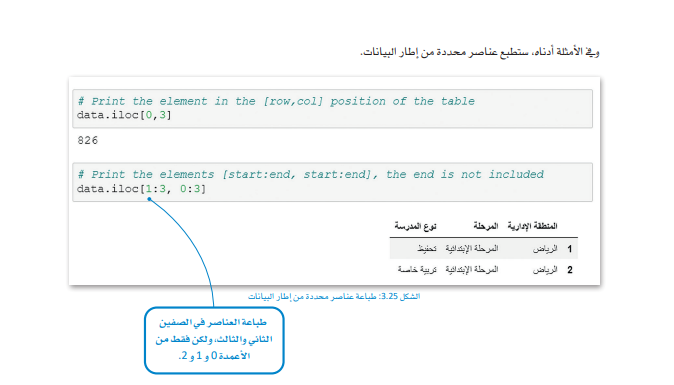 وفي الأمثلة أدناه، ستطبع عناصر محددة من إطار البيانات.
# Print the element in the [row,col] position of the table
data.iloc[0,3]
826
# Print the elements [start:end, start:end], the end is not included
data.iloc[1:3, 0:3]
المنطقة الإدارية المرحلة نوع المدرسة
1 الرياض المرحلة الإبتدائية تحفيظ
2 الرياض المرحلة الإبتدائية تربية خاصة
الشكل 3.25: طباعة عناصر محددة من إطار البيانات
طباعة العناصر في الصفين
الثاني والثالث، ولكن فقط من
الأعمدة 0 و 1 و 2.